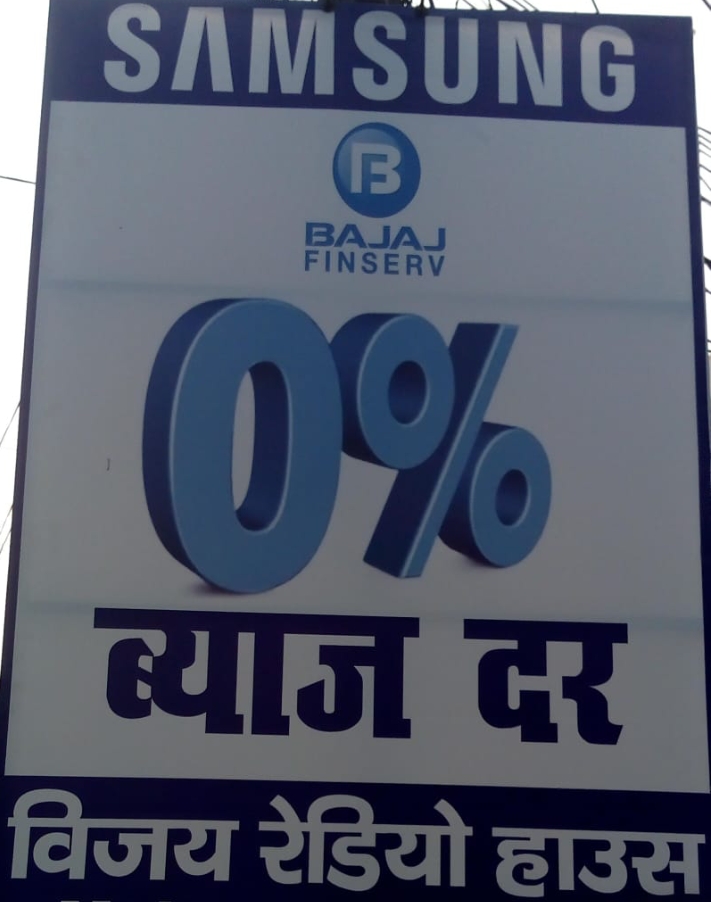 SAMSUNG
BAJAJ
FINSERV
0%
ब्याज दर
विजय रेडियो हाउस